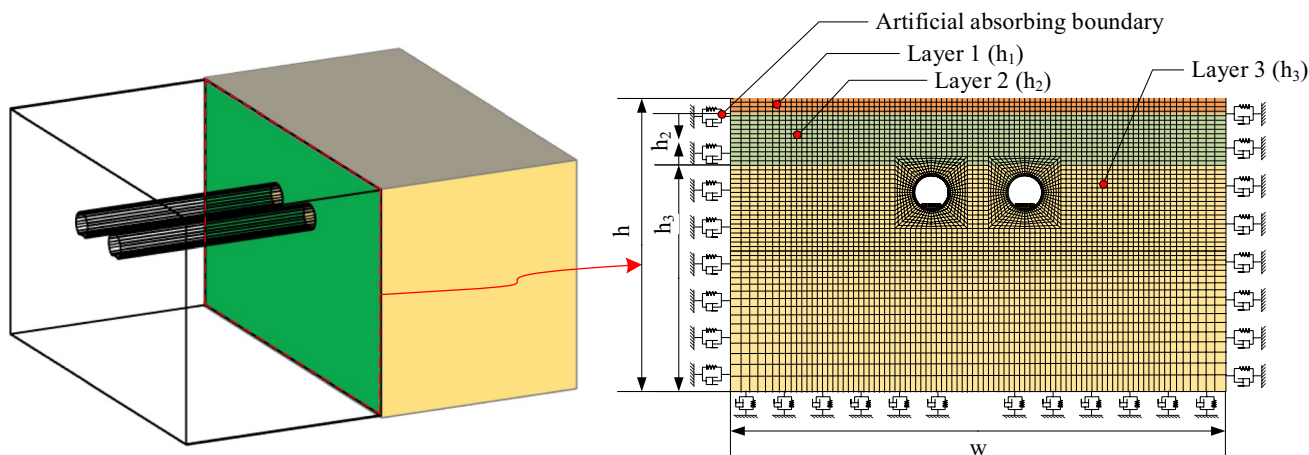 Artificial absorbing boundary
Layer 1 (h₁)
Layer 2 (h₂)
Layer 3 (h₃)
h₂
h
h₃
w